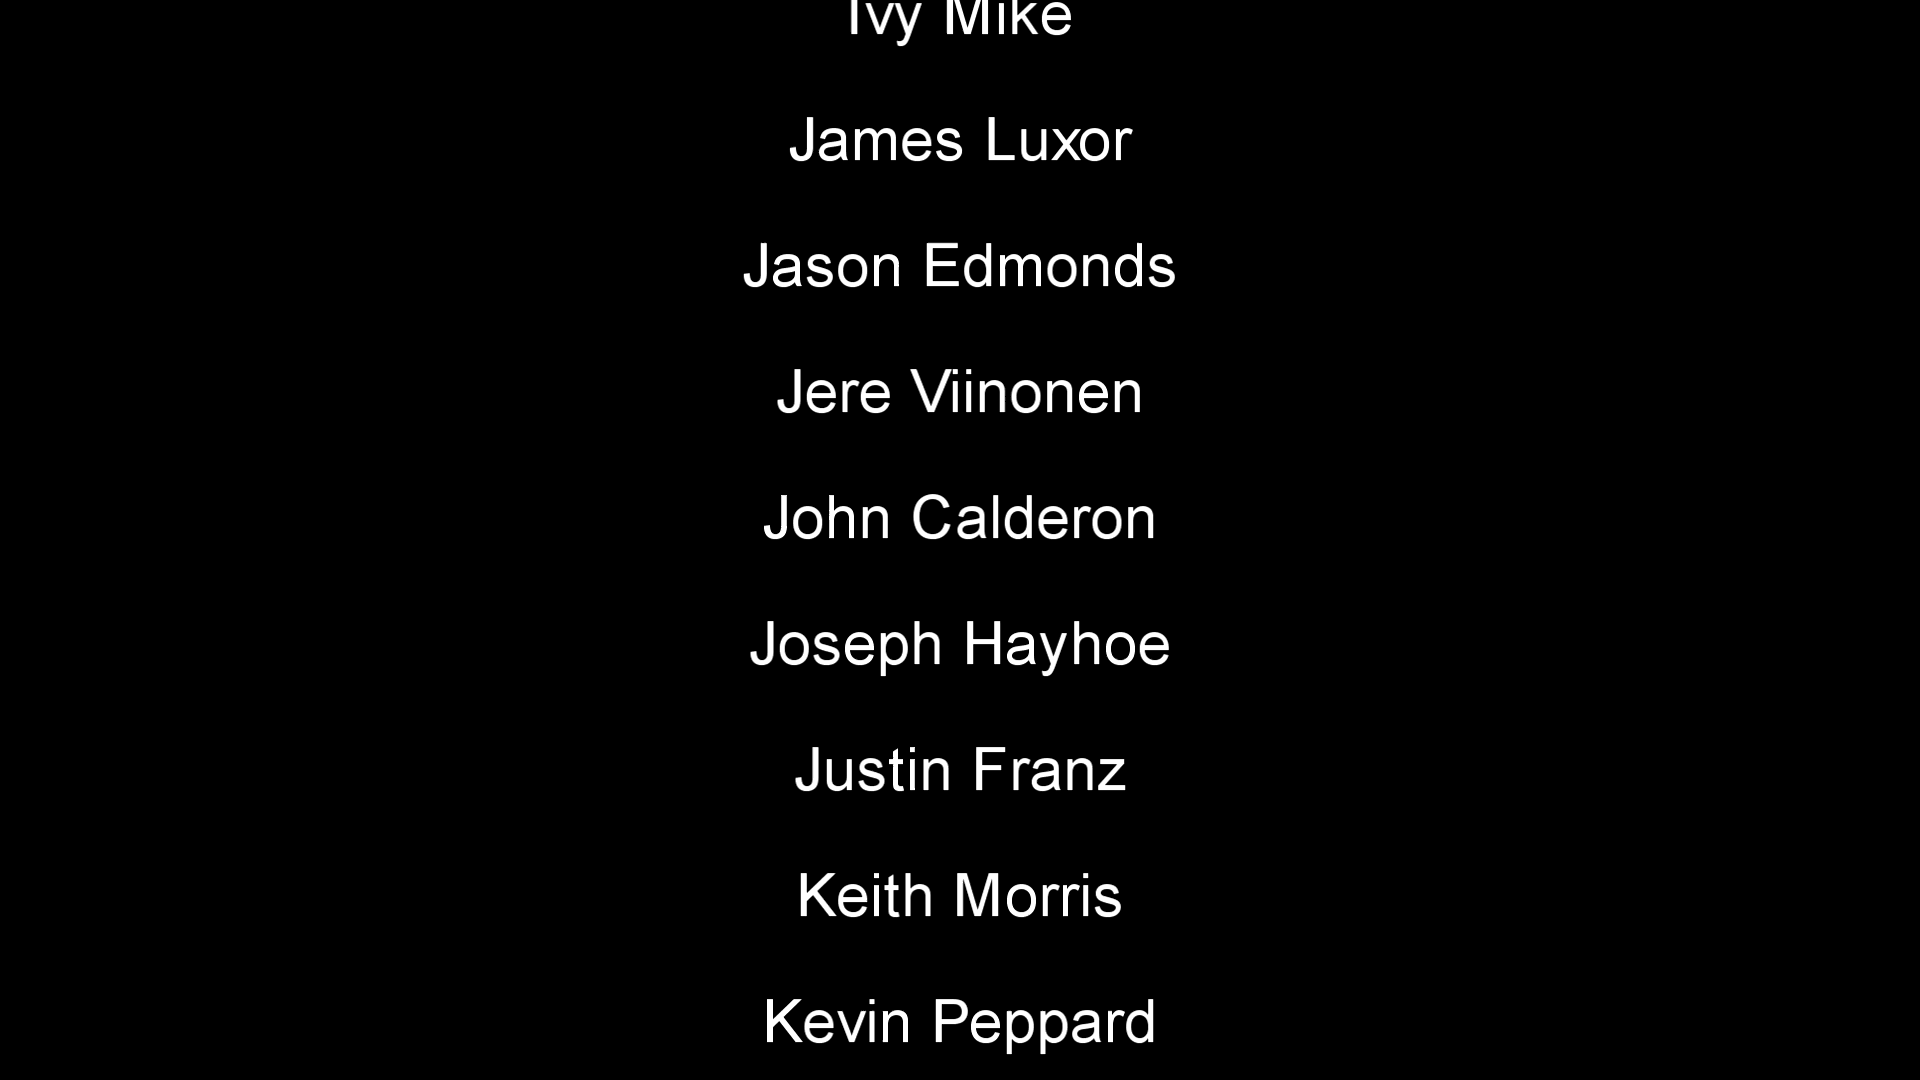 Ivy Mike
James Luxor
Jason Edmonds
Jere Viinonen
John Calderon
Joseph Hayhoe
Justin Franz
Keith Morris
Kevin Peppard